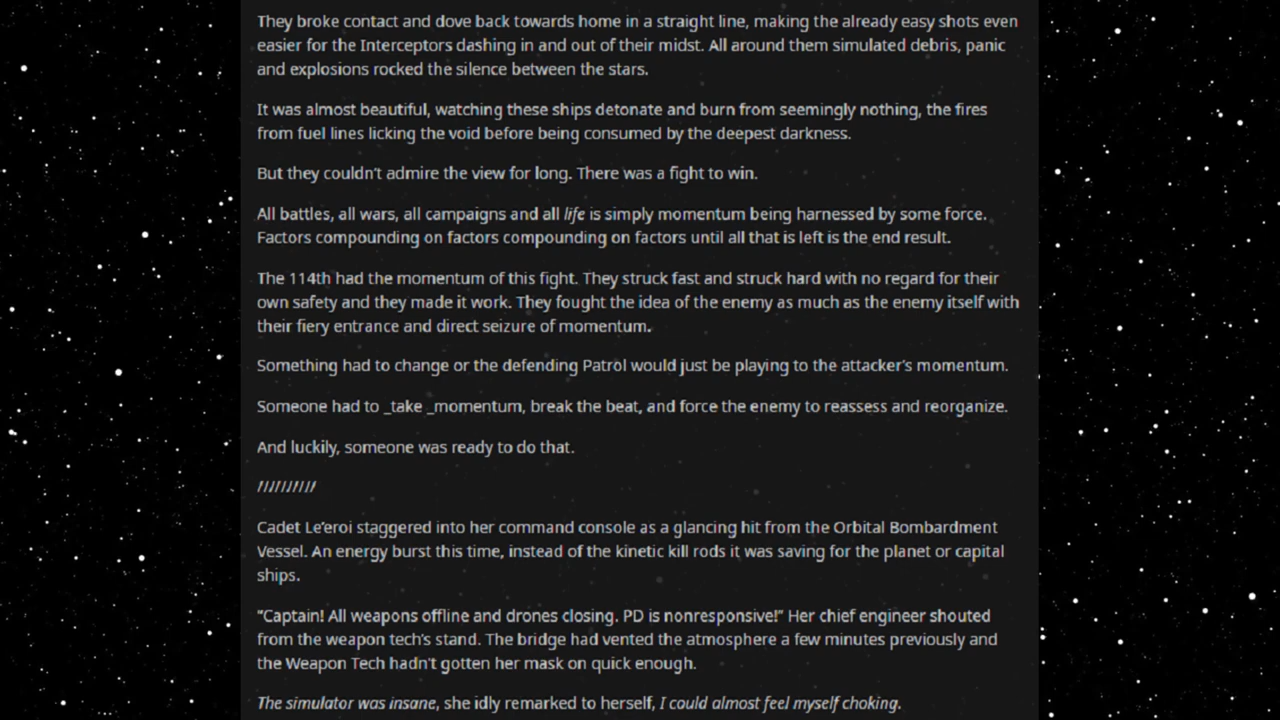 They broke contact and dove back towards home in a straight line, making the already easy shots even
easier for the Interceptors dashing in and out of their midst. All around them simulated debris, panic
and explosions rocked the silence between the stars.
It was almost beautiful, watching these ships detonate and burn from seemingly nothing, the fires
from fuel lines licking the void before being consumed by the deepest darkness.
But they couldn't admire the view for long. There was a fight to win.
All battles, all wars, all campaigns and all life is simply momentum being harnessed by some force.
Factors compounding on factors compounding on factors until all that is left is the end result.
The 114th had the momentum of this fight. They struck fast and struck hard with no regard for their
own safety and they made it work. They fought the idea of the enemy as much as the enemy itself with
their fiery entrance and direct seizure of momentum.
Something had to change or the defending Patrol would just be playing to the attacker's momentum.
Someone had to _take _momentum, break the beat, and force the enemy to reassess and reorganize.
And luckily, someone was ready to do that.
/////////
Cadet Le'eroi staggered into her command console as a glancing hit from the Orbital Bombardment
Vessel. An energy burst this time, instead of the kinetic kill rods it was saving for the planet or capital
ships.
“Captain! All weapons offline and drones closing. PD is nonresponsive!” Her chief engineer shouted
from the weapon tech's stand. The bridge had vented the atmosphere a few minutes previously and
the Weapon Tech hadn't gotten her mask on quick enough.
The simulator was insane, she idly remarked to herself, I could almost feel myself choking.